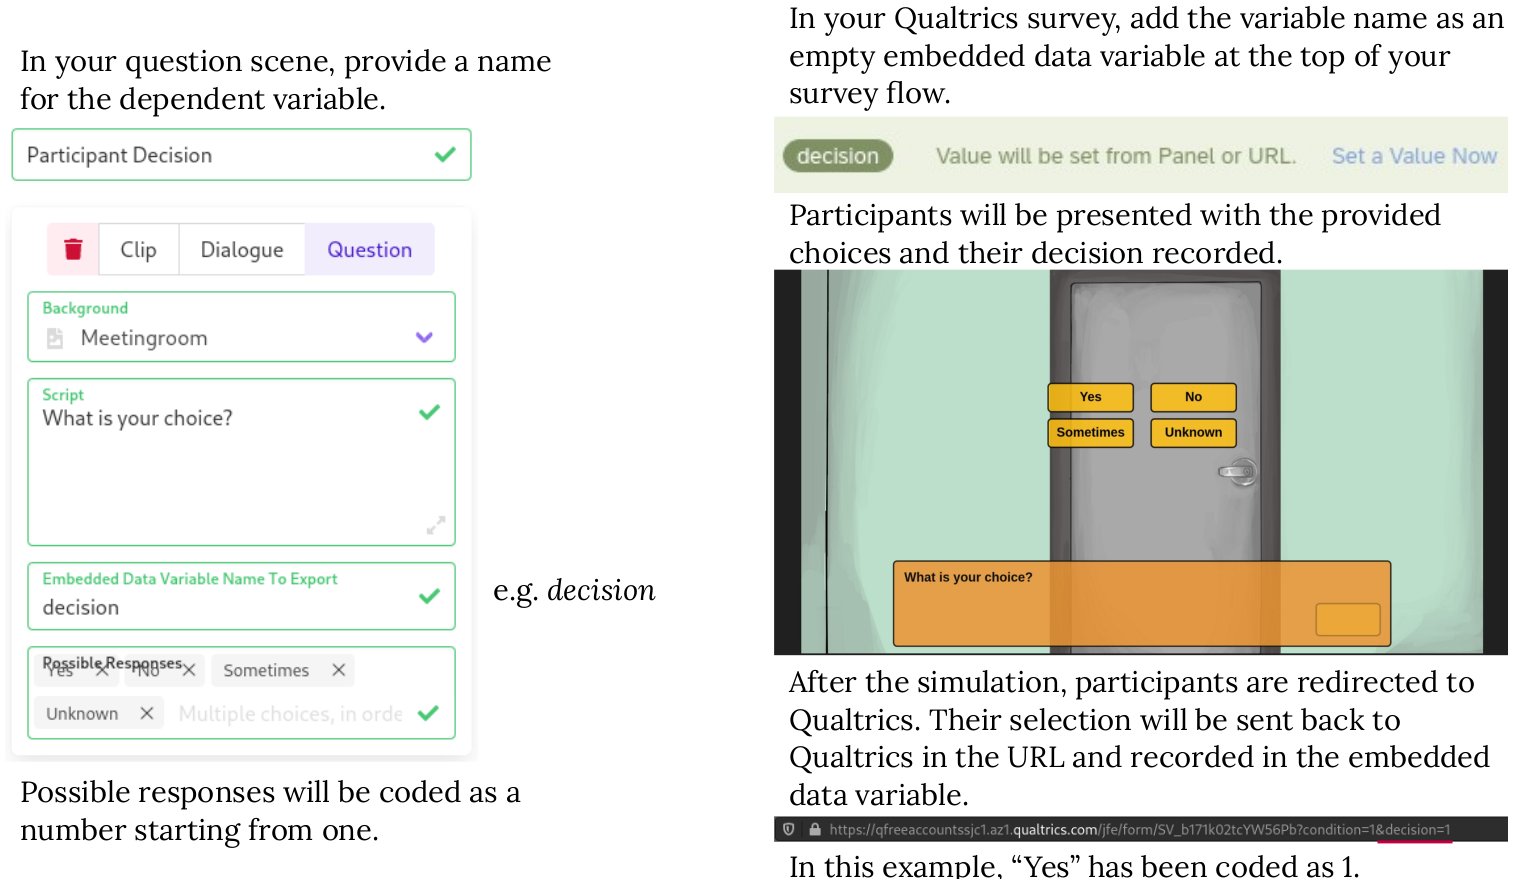 In your question scene, provide a name
for the dependent variable.
Participant Decision
Clip
Dialogue
Question
Background
Meetingroom
Script
What is your choice?
Embedded Data Variable Name To Export
decision
e.g. decision
Possible Responses
Yes
No
Sometimes
Unknown
Multiple choices, in orde
Possible responses will be coded as a
number starting from one.
In your Qualtrics survey, add the variable name as an
empty embedded data variable at the top of your
survey flow.
decision Value will be set from Panel or URL. Set a Value Now
Participants will be presented with the provided
choices and their decision recorded.
Yes No
Sometimes Unknown
What is your choice?
After the simulation, participants are redirected to
Qualtrics. Their selection will be sent back to
Qualtrics in the URL and recorded in the embedded
data variable.
https://qfreeaccountssjc1.az1.qualtrics.com/jfe/form/SV_b171k02tcYW56Pb?condition=1&decision=1
In this example, “Yes” has been coded as 1.